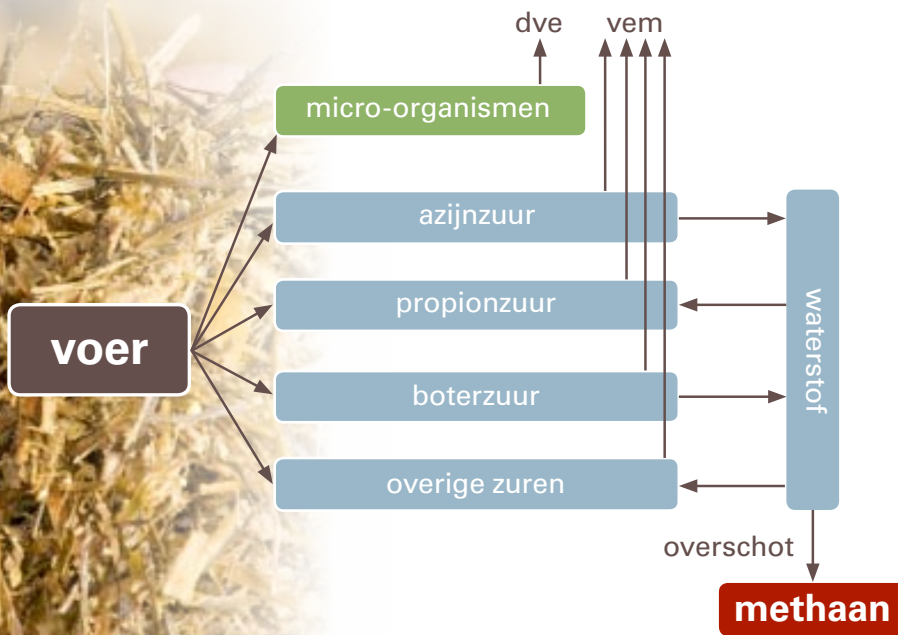 dve
vem
micro-organismen
azijnzuur
propionzuur
voer
boterzuur
waterstof
overige zuren
overschot
methaan